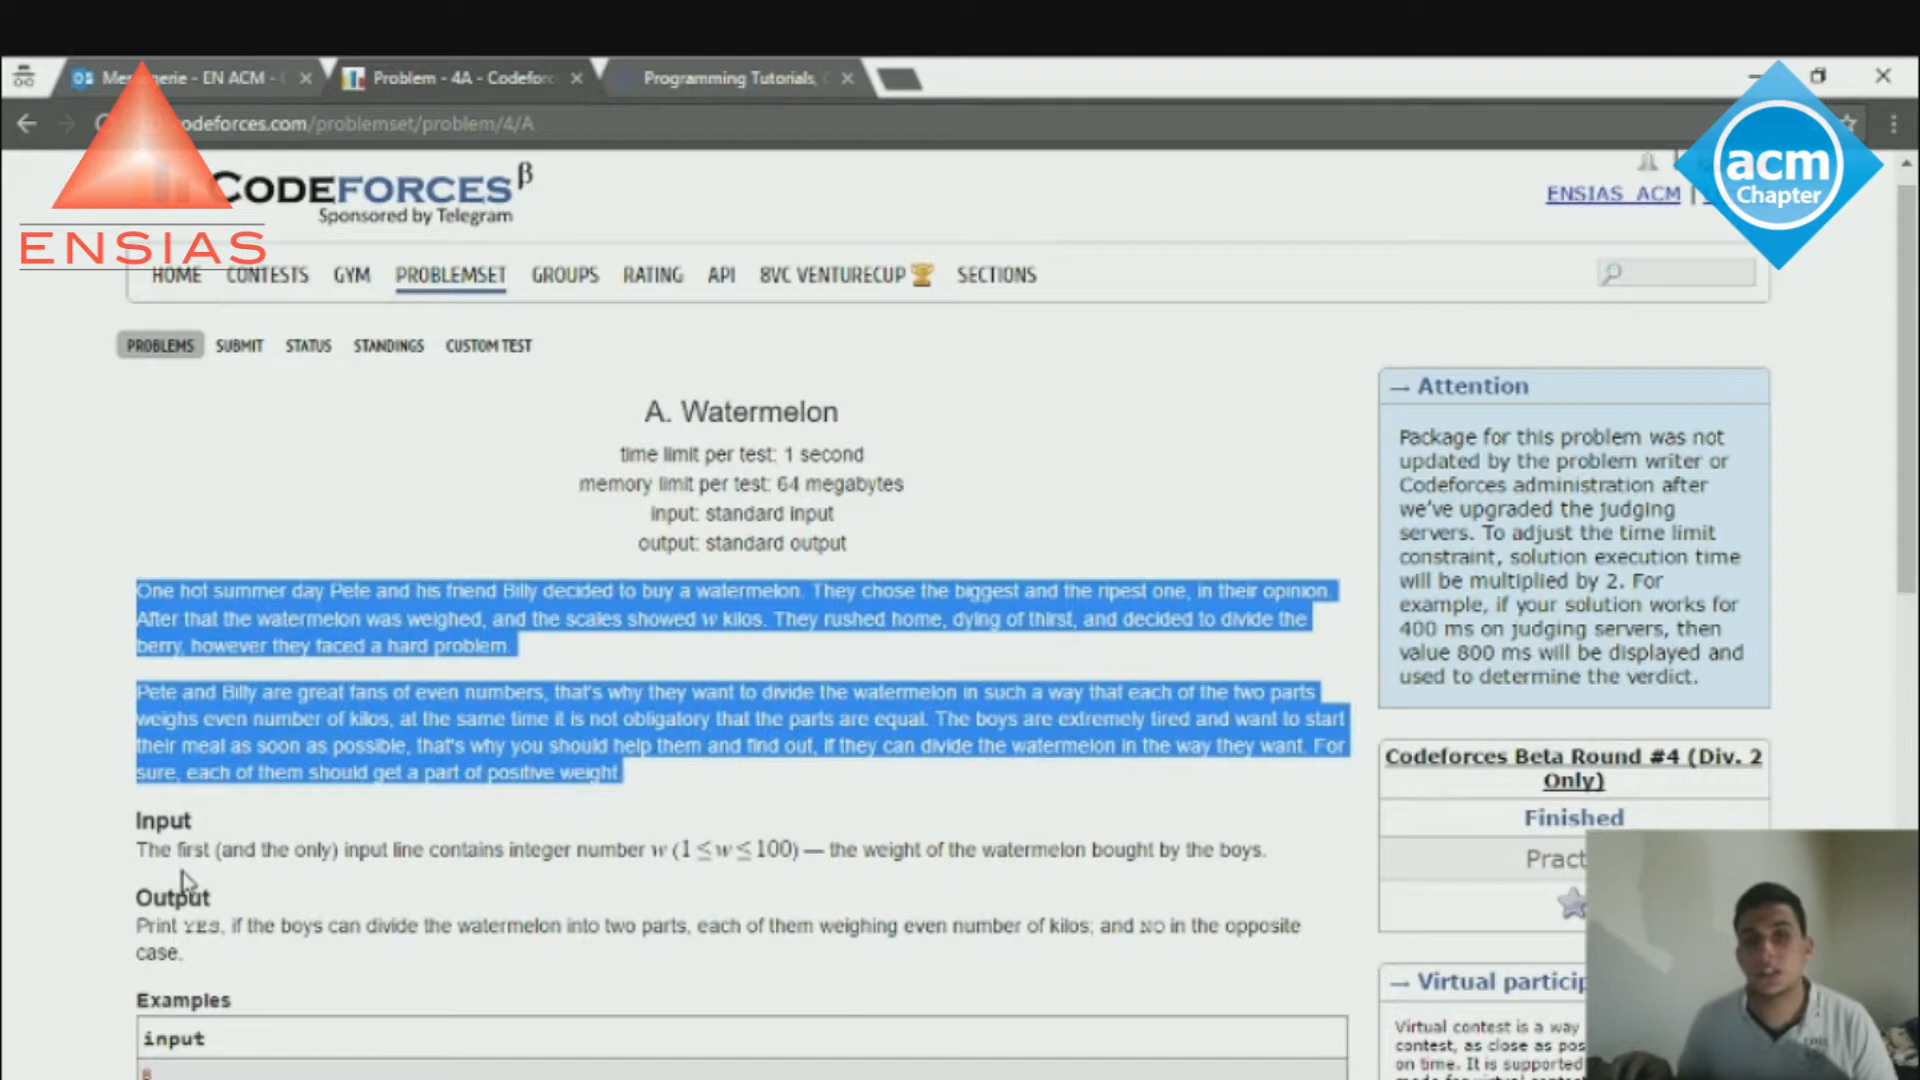 Messagerie - EN ACM -
Problem - 4A - Codeforc
Programming Tutorials,
codeforces.com/problemset/problem/4/A
CODEFORCES β
Sponsored by Telegram
ENSIAS
ENSIAS_ACM |
acm
Chapter
HOME CONTESTS GYM PROBLEMSET GROUPS RATING API 8VC VENTURECUP SECTIONS
PROBLEMS SUBMIT STATUS STANDINGS CUSTOM TEST
A. Watermelon
time limit per test: 1 second
memory limit per test: 64 megabytes
input: standard input
output: standard output
One hot summer day Pete and his friend Billy decided to buy a watermelon. They chose the biggest and the ripest one, in their opinion.
After that the watermelon was weighed, and the scales showed w kilos. They rushed home, dying of thirst, and decided to divide the
berry, however they faced a hard problem.
Pete and Billy are great fans of even numbers, that's why they want to divide the watermelon in such a way that each of the two parts
weighs even number of kilos, at the same time it is not obligatory that the parts are equal. The boys are extremely tired and want to start
their meal as soon as possible, that's why you should help them and find out, if they can divide the watermelon in the way they want. For
sure, each of them should get a part of positive weight.
Input
The first (and the only) input line contains integer number w (1 ≤ w ≤ 100) — the weight of the watermelon bought by the boys.
Output
Print YES, if the boys can divide the watermelon into two parts, each of them weighing even number of kilos; and NO in the opposite
case.
Examples
input
8
→ Attention
Package for this problem was not
updated by the problem writer or
Codeforces administration after
we've upgraded the judging
servers. To adjust the time limit
constraint, solution execution time
will be multiplied by 2. For
example, if your solution works for
400 ms on judging servers, then
value 800 ms will be displayed and
used to determine the verdict.
Codeforces Beta Round #4 (Div. 2
Only)
Finished
Pract
→ Virtual particip
Virtual contest is a way
contest, as close as pos
on time. It is supported